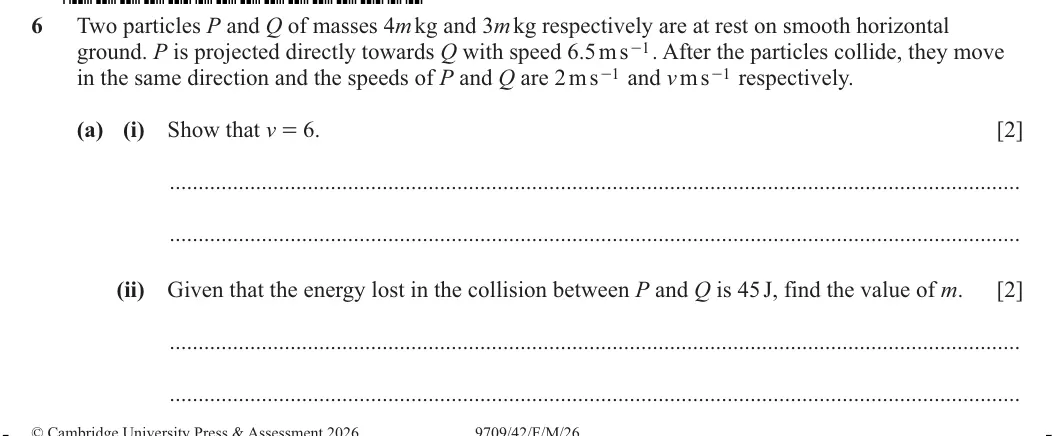 6 Two particles P and Q of masses 4m kg and 3m kg respectively are at rest on smooth horizontal
ground. P is projected directly towards Q with speed 6.5 m s⁻¹. After the particles collide, they move
in the same direction and the speeds of P and Q are 2 m s⁻¹ and v m s⁻¹ respectively.
(a) (i) Show that v = 6. [2]
(ii) Given that the energy lost in the collision between P and Q is 45 J, find the value of m. [2]
© Cambridge University Press & Assessment 2026 9709/42/F/M/26